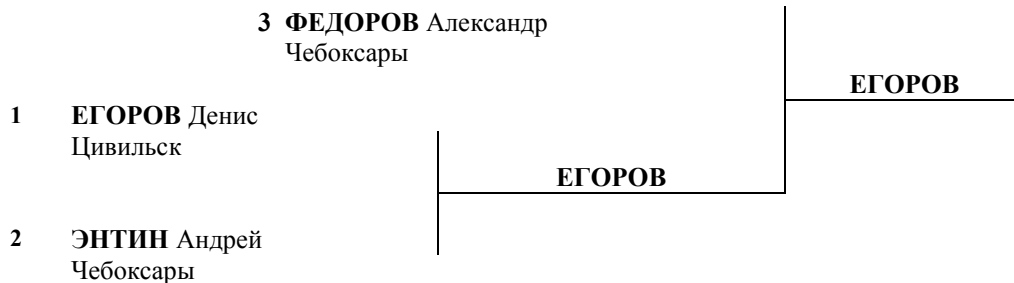 3 ФЕДОРОВ Александр
Чебоксары
ЕГОРОВ
1 ЕГОРОВ Денис
Цивильск
ЕГОРОВ
2 ЭНТИН Андрей
Чебоксары